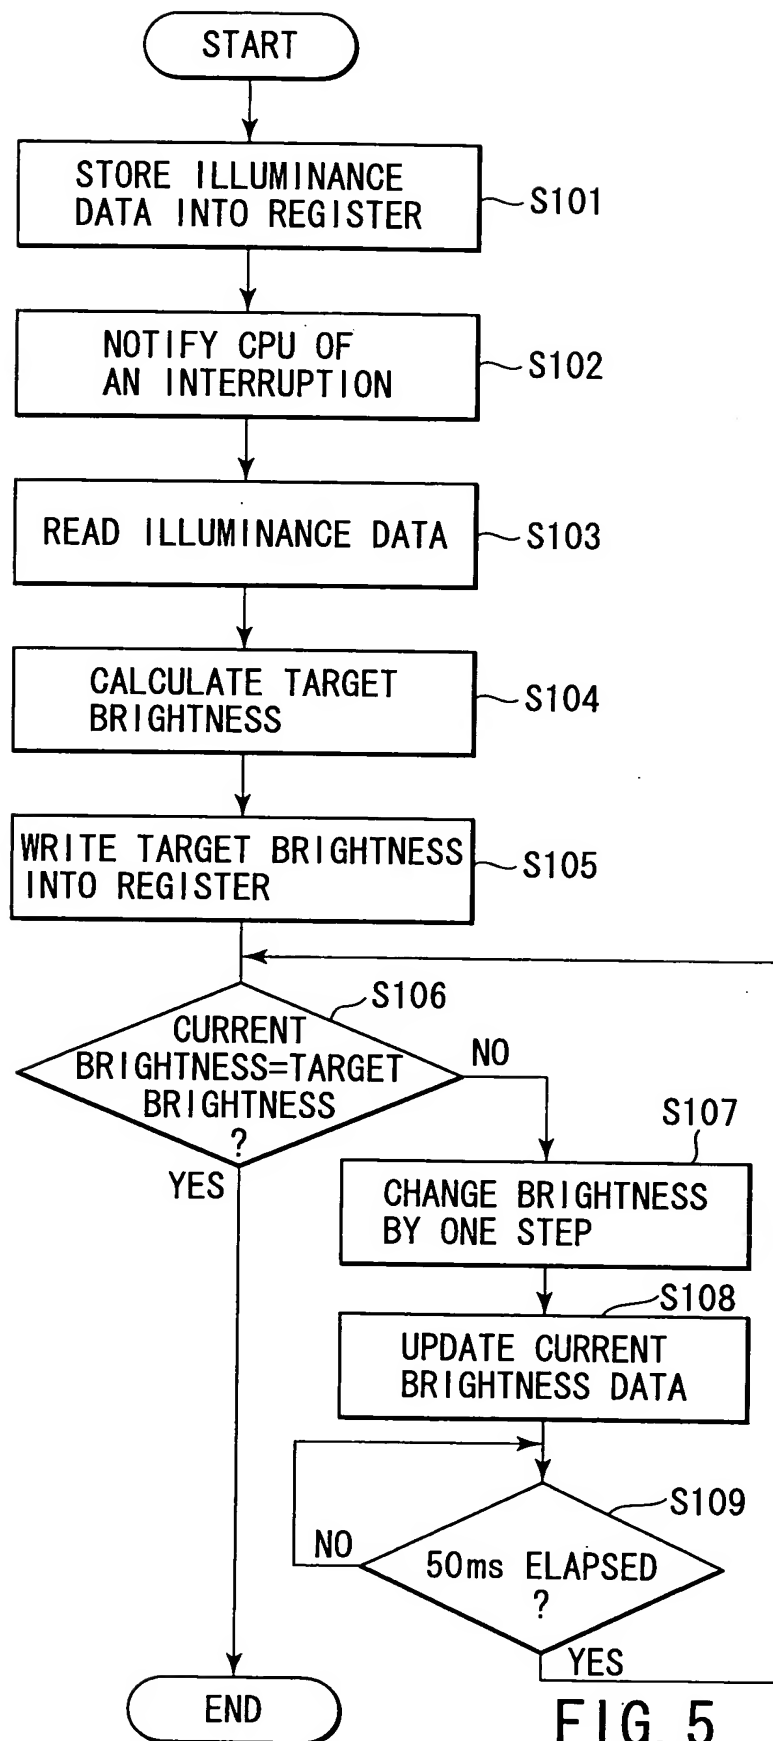 START
STORE ILLUMINANCE
DATA INTO REGISTER
S101
NOTIFY CPU OF
AN INTERRUPTION
S102
READ ILLUMINANCE DATA
S103
CALCULATE TARGET
BRIGHTNESS
S104
WRITE TARGET BRIGHTNESS
INTO REGISTER
S105
S106
CURRENT
BRIGHTNESS=TARGET
BRIGHTNESS
?
NO
YES
S107
CHANGE BRIGHTNESS
BY ONE STEP
S108
UPDATE CURRENT
BRIGHTNESS DATA
S109
50ms ELAPSED
?
NO
YES
END
FIG. 5